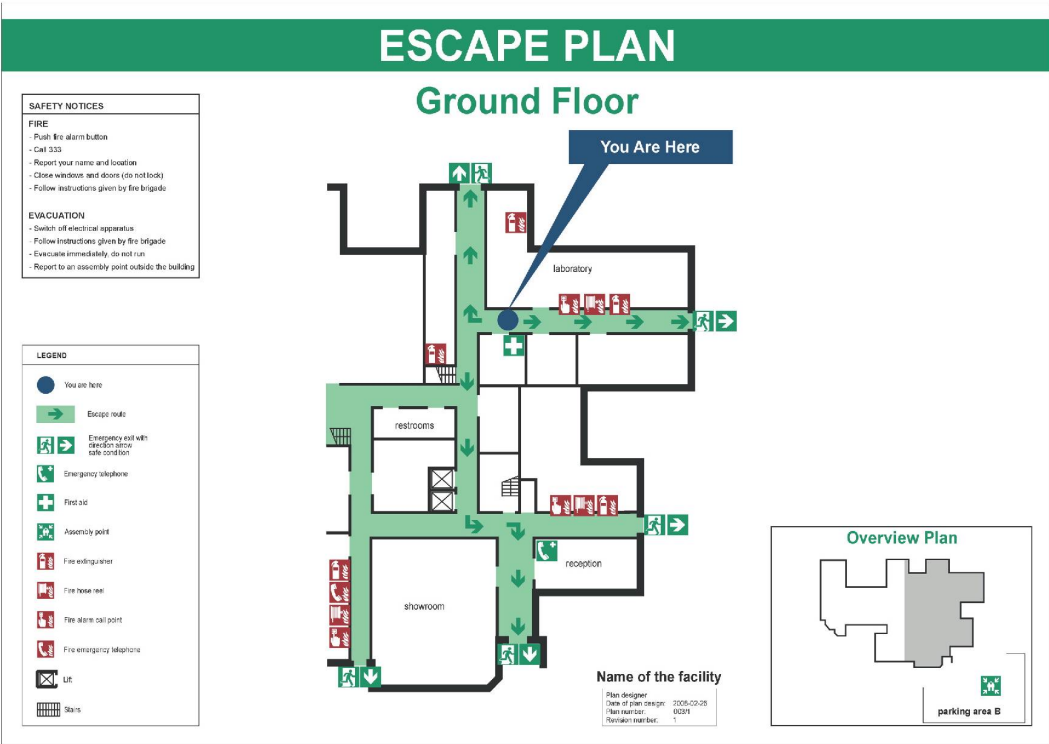 ESCAPE PLAN
Ground Floor
SAFETY NOTICES
FIRE
- Push fire alarm button
- Call 333
- Report your name and location
- Close windows and doors (do not lock)
- Follow instructions given by fire brigade
EVACUATION
- Switch off electrical apparatus
- Follow instructions given by fire brigade
- Evacuate immediately, do not run
- Report to an assembly point outside the building
You Are Here
laboratory
LEGEND
You are here
Escape route
Emergency exit with
direction arrow
safe condition
Emergency telephone
First aid
Assembly point
Fire extinguisher
Fire hose reel
Fire alarm call point
Fire emergency telephone
Lift
Stairs
restrooms
reception
showroom
Name of the facility
Plan designer
Date of plan design: 2006-02-26
Plan number: 003/1
Revision number: 1
Overview Plan
parking area B